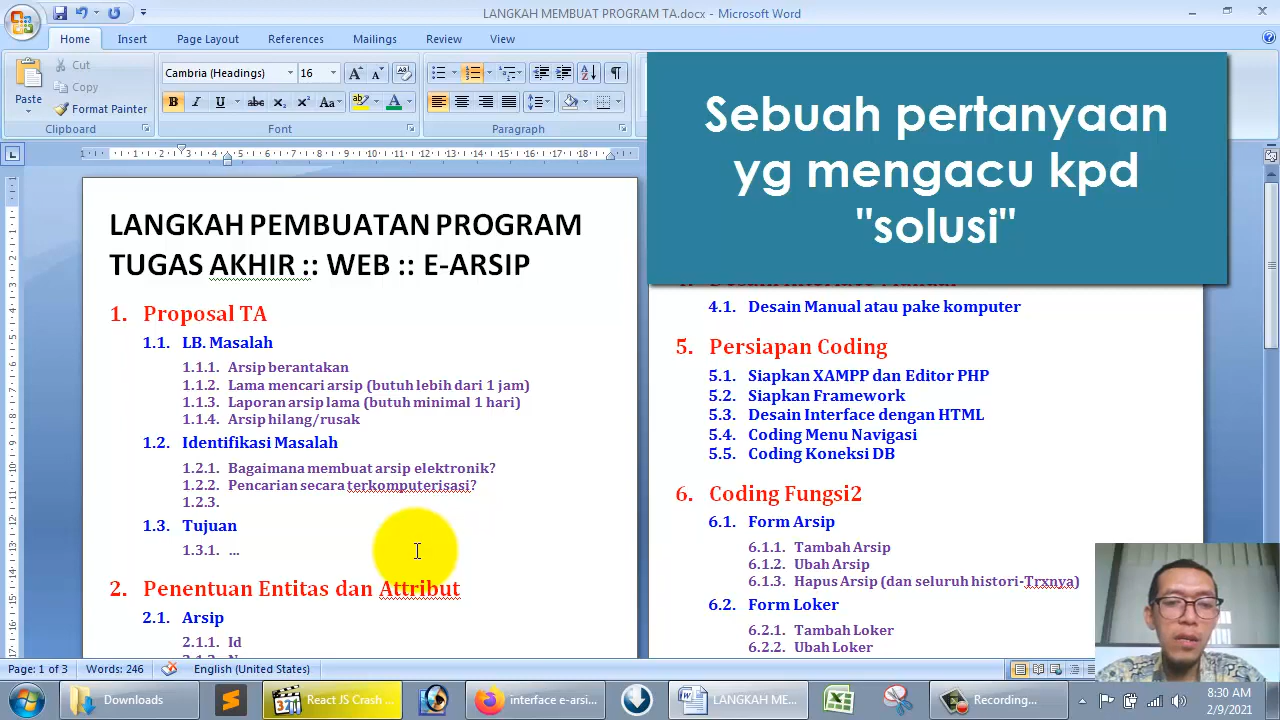 LANGKAH MEMBUAT PROGRAM TA.docx - Microsoft Word
Home Insert Page Layout References Mailings Review View
Paste
Cut
Copy
Format Painter
Clipboard
Cambria (Headings) 16
Font
Paragraph
Sebuah pertanyaan
yg mengacu kpd
"solusi"
LANGKAH PEMBUATAN PROGRAM
TUGAS AKHIR :: WEB :: E-ARSIP
1. Proposal TA
1.1. LB. Masalah
1.1.1. Arsip berantakan
1.1.2. Lama mencari arsip (butuh lebih dari 1 jam)
1.1.3. Laporan arsip lama (butuh minimal 1 hari)
1.1.4. Arsip hilang/rusak
1.2. Identifikasi Masalah
1.2.1. Bagaimana membuat arsip elektronik?
1.2.2. Pencarian secara terkomputerisasi?
1.2.3.
1.3. Tujuan
1.3.1. ...
2. Penentuan Entitas dan Attribut
2.1. Arsip
2.1.1. Id
4.1. Desain Manual atau pake komputer
5. Persiapan Coding
5.1. Siapkan XAMPP dan Editor PHP
5.2. Siapkan Framework
5.3. Desain Interface dengan HTML
5.4. Coding Menu Navigasi
5.5. Coding Koneksi DB
6. Coding Fungsi2
6.1. Form Arsip
6.1.1. Tambah Arsip
6.1.2. Ubah Arsip
6.1.3. Hapus Arsip (dan seluruh histori-Trxnya)
6.2. Form Loker
6.2.1. Tambah Loker
6.2.2. Ubah Loker
Page: 1 of 3 Words: 246 English (United States)
Downloads
React JS Crash ...
interface e-arsi...
LANGKAH ME...
Recording...
8:30 AM
2/9/2021